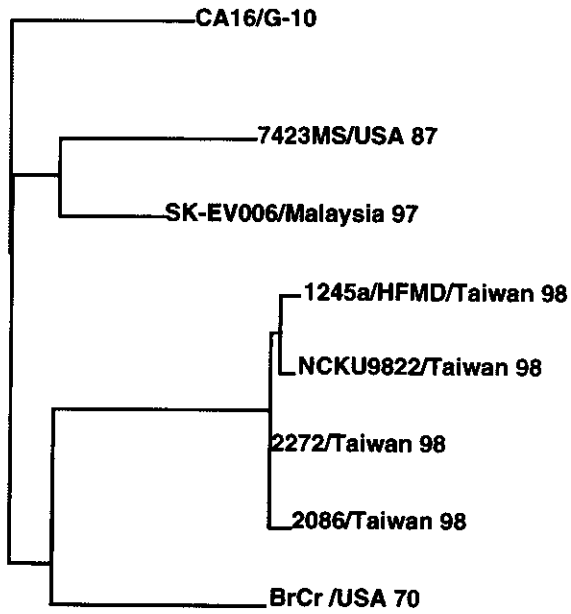 CA16/G-10
7423MS/USA 87
SK-EV006/Malaysia 97
1245a/HFMD/Taiwan 98
NCKU9822/Taiwan 98
2272/Taiwan 98
2086/Taiwan 98
BrCr /USA 70